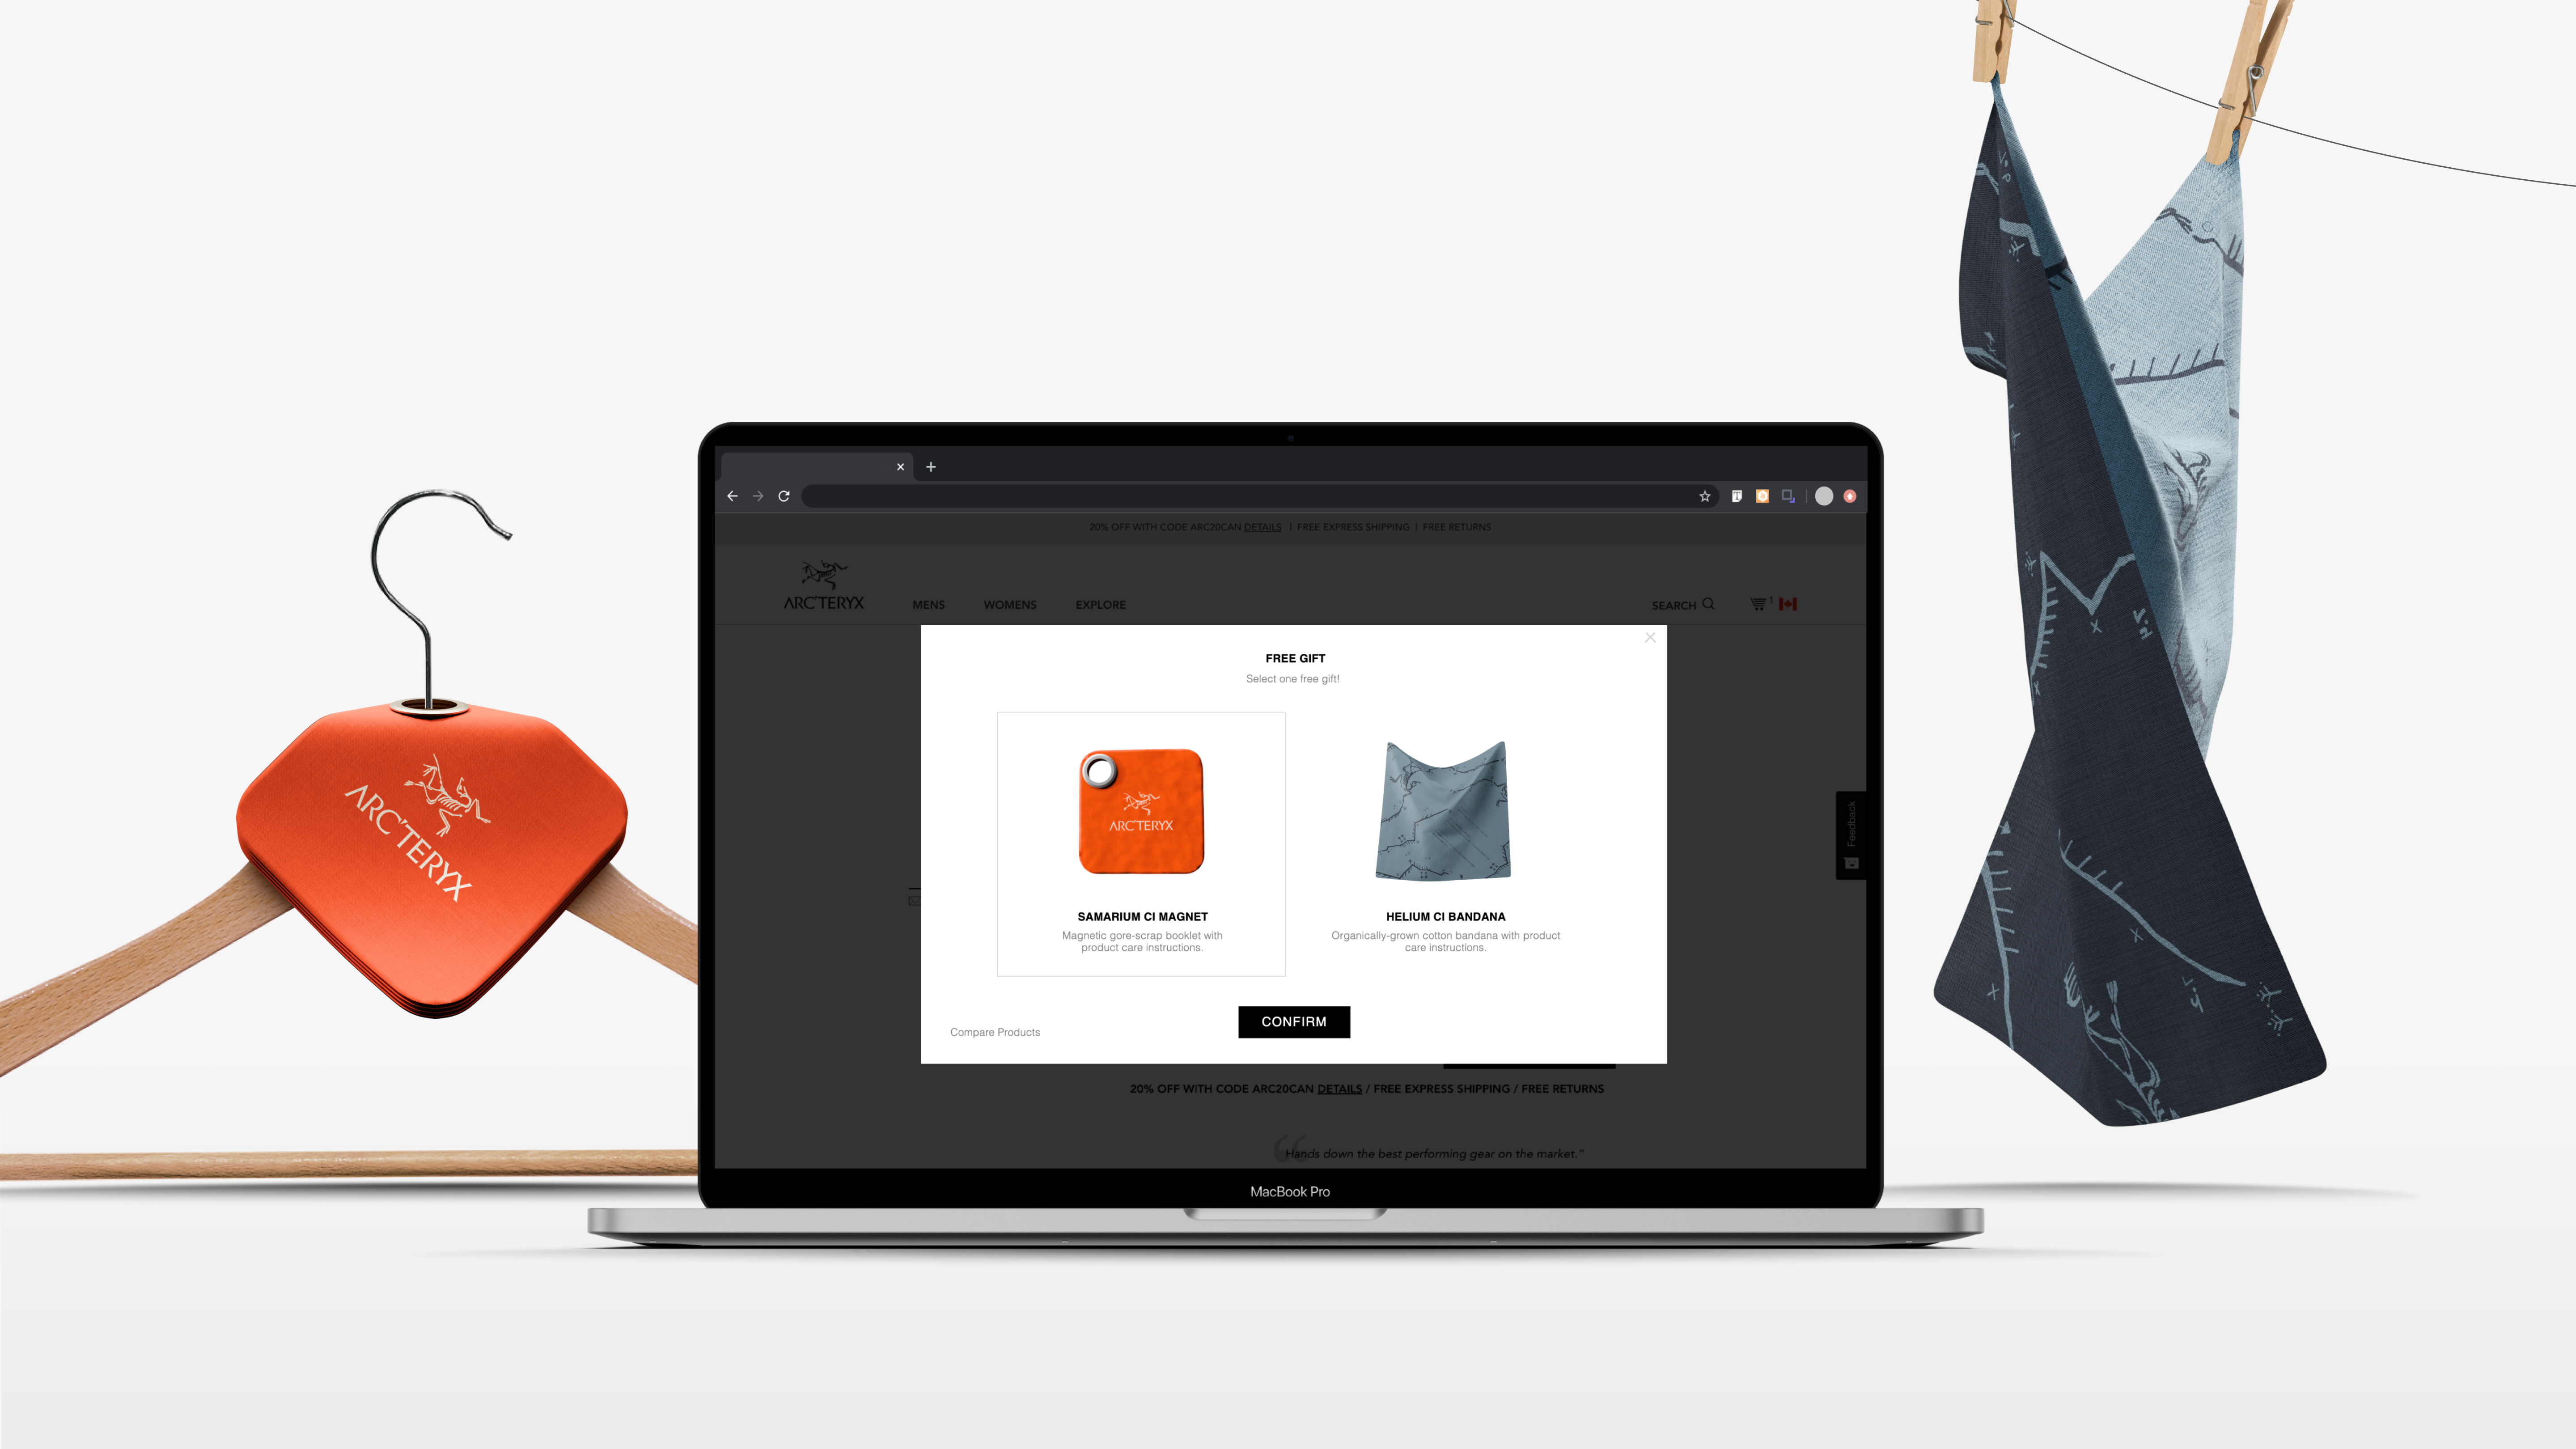 20% OFF WITH CODE ARC20CAN DETAILS | FREE EXPRESS SHIPPING | FREE RETURNS
ARC'TERYX
MENS
WOMENS
EXPLORE
SEARCH
1
FREE GIFT
Select one free gift!
ARC'TERYX
ARC'TERYX
SAMARIUM CI MAGNET
Magnetic gore-scrap booklet with
product care instructions.
HELIUM CI BANDANA
Organically-grown cotton bandana with product
care instructions.
Feedback
Compare Products
CONFIRM
20% OFF WITH CODE ARC20CAN DETAILS / FREE EXPRESS SHIPPING / FREE RETURNS
“Hands down the best performing gear on the market.”
MacBook Pro